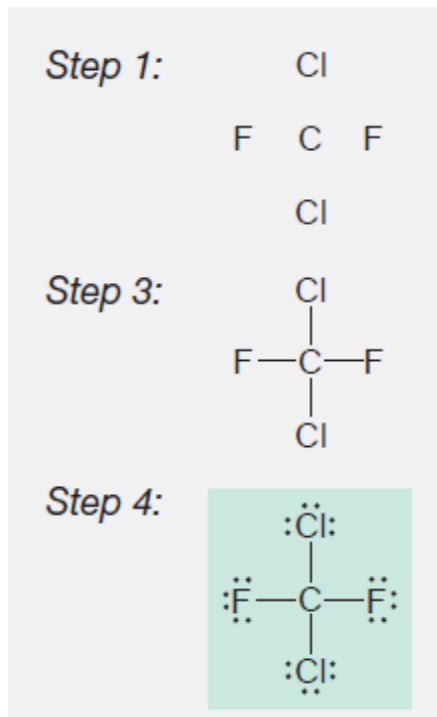 Step 1:
Cl
F C F
Cl
Step 3:
Cl
F—C—F
Cl
Step 4:
:Cl:
:F—C—F:
:Cl: